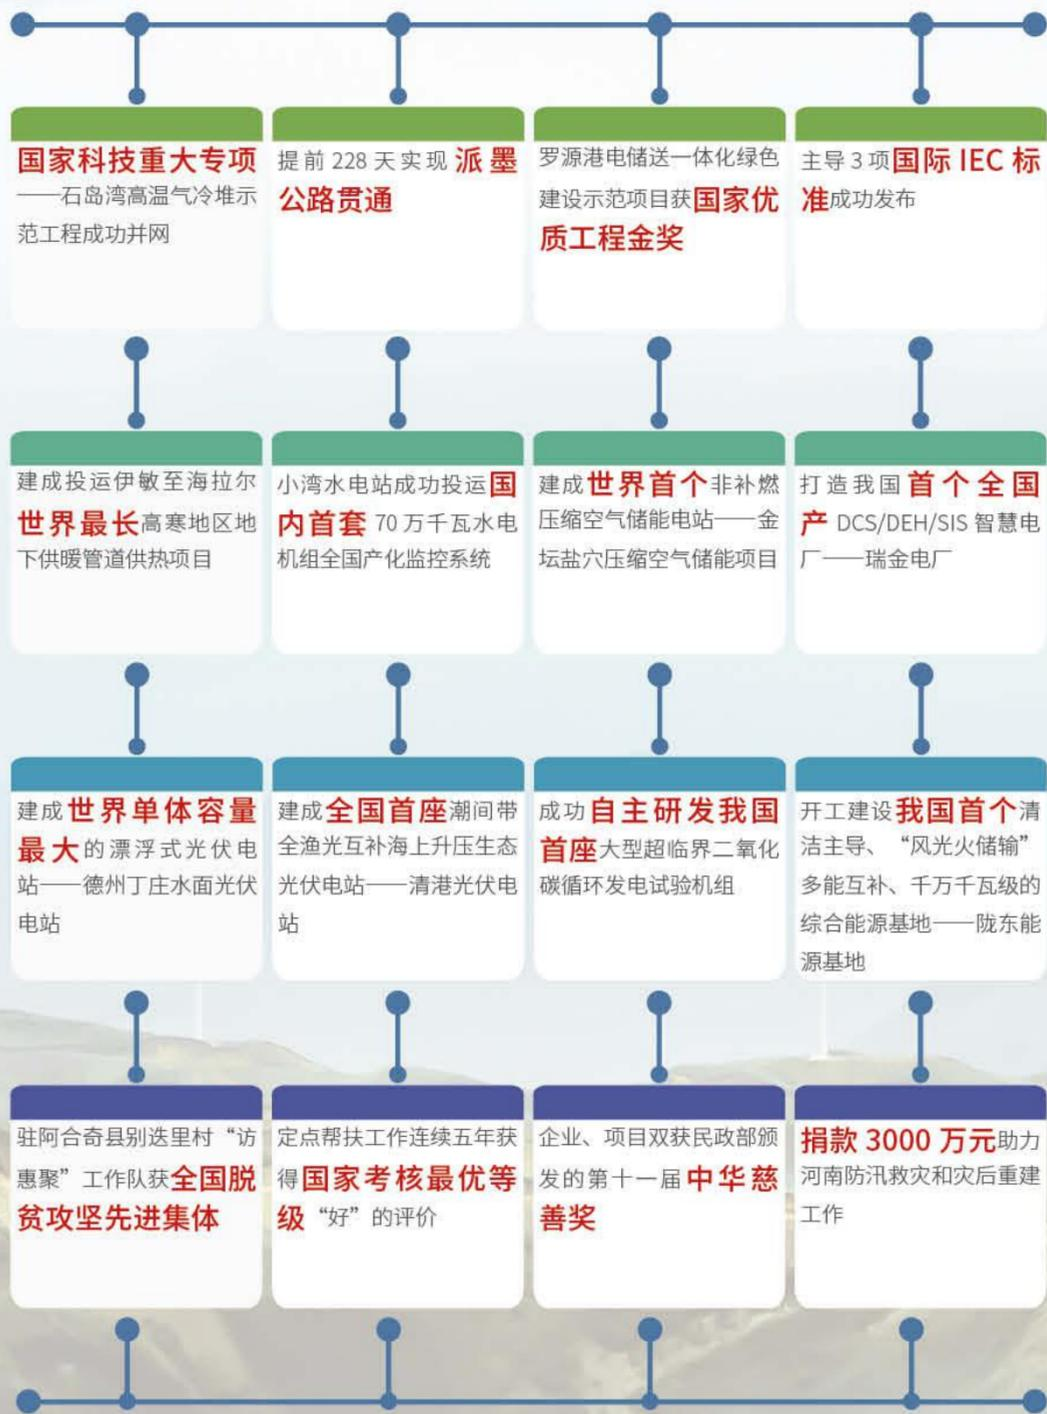 国家科技重大专项
——石岛湾高温气冷堆示
范工程成功并网
提前 228 天实现 派墨
公路贯通
罗源港电储送一体化绿色
建设示范项目获国家优
质工程金奖
主导 3 项国际 IEC 标
准成功发布
建成投运伊敏至海拉尔
世界最长高寒地区地
下供暖管道供热项目
小湾水电站成功投运国
内首套 70 万千瓦水电
机组全国产化监控系统
建成世界首个非补燃
压缩空气储能电站——金
坛盐穴压缩空气储能项目
打造我国首个全国
产 DCS/DEH/SIS 智慧电
厂——瑞金电厂
建成世界单体容量
最大的漂浮式光伏电
站——德州丁庄水面光伏
电站
建成全国首座潮间带
全渔光互补海上升压生态
光伏电站——清港光伏电
站
成功自主研发我国
首座大型超临界二氧化
碳循环发电试验机组
开工建设我国首个清
洁主导、“风光火储输”
多能互补、千万千瓦级的
综合能源基地——陇东能
源基地
驻阿合奇县别迭里村“访
惠聚”工作队获全国脱
贫攻坚先进集体
定点帮扶工作连续五年获
得国家考核最优等
级“好”的评价
企业、项目双获民政部颁
发的第十一届中华慈
善奖
捐款 3000 万元助力
河南防汛救灾和灾后重建
工作